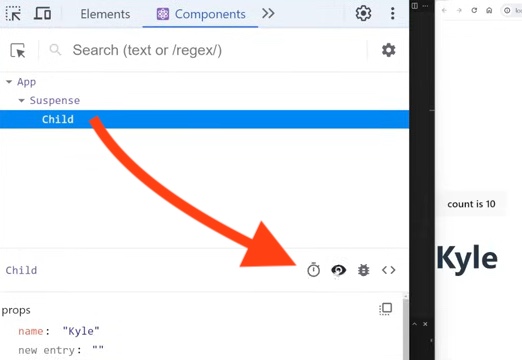 Elements
Components
Search (text or /regex/)
App
Suspense
Child
Child
props
name: "Kyle"
new entry: ""
count is 10
Kyle